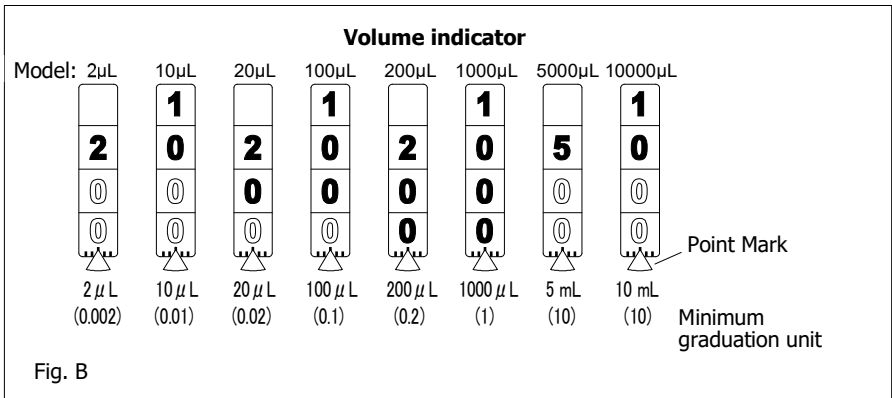 Volume indicator
Model: 2µL 10µL 20µL 100µL 200µL 1000µL 5000µL 10000µL
1 1 1 1
2 0 2 0 2 0 5 0
0 0 0 0 0 0 0 0
0 0 0 0 0 0 0 0
Point Mark
2 µ L 10 µ L 20 µ L 100 µ L 200 µ L 1000 µ L 5 mL 10 mL
(0.002) (0.01) (0.02) (0.1) (0.2) (1) (10) (10) Minimum
graduation unit
Fig. B